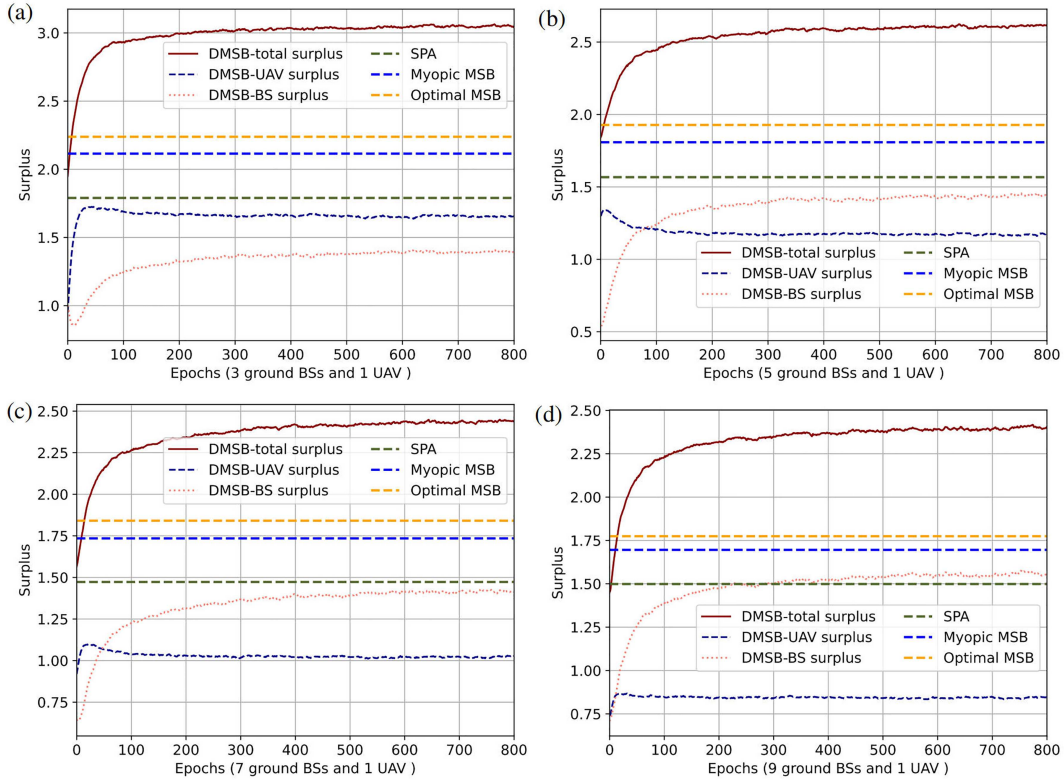 (a)
3.0
2.5
2.0
1.5
1.0
Surplus
DMSB-total surplus
DMSB-UAV surplus
DMSB-BS surplus
SPA
Myopic MSB
Optimal MSB
0 100 200 300 400 500 600 700 800
Epochs (3 ground BSs and 1 UAV )
(b)
2.5
2.0
1.5
1.0
0.5
Surplus
DMSB-total surplus
DMSB-UAV surplus
DMSB-BS surplus
SPA
Myopic MSB
Optimal MSB
0 100 200 300 400 500 600 700 800
Epochs (5 ground BSs and 1 UAV )
(c)
2.50
2.25
2.00
1.75
1.50
1.25
1.00
0.75
Surplus
DMSB-total surplus
DMSB-UAV surplus
DMSB-BS surplus
SPA
Myopic MSB
Optimal MSB
0 100 200 300 400 500 600 700 800
Epochs (7 ground BSs and 1 UAV )
(d)
2.50
2.25
2.00
1.75
1.50
1.25
1.00
0.75
Surplus
DMSB-total surplus
DMSB-UAV surplus
DMSB-BS surplus
SPA
Myopic MSB
Optimal MSB
0 100 200 300 400 500 600 700 800
Epochs (9 ground BSs and 1 UAV )